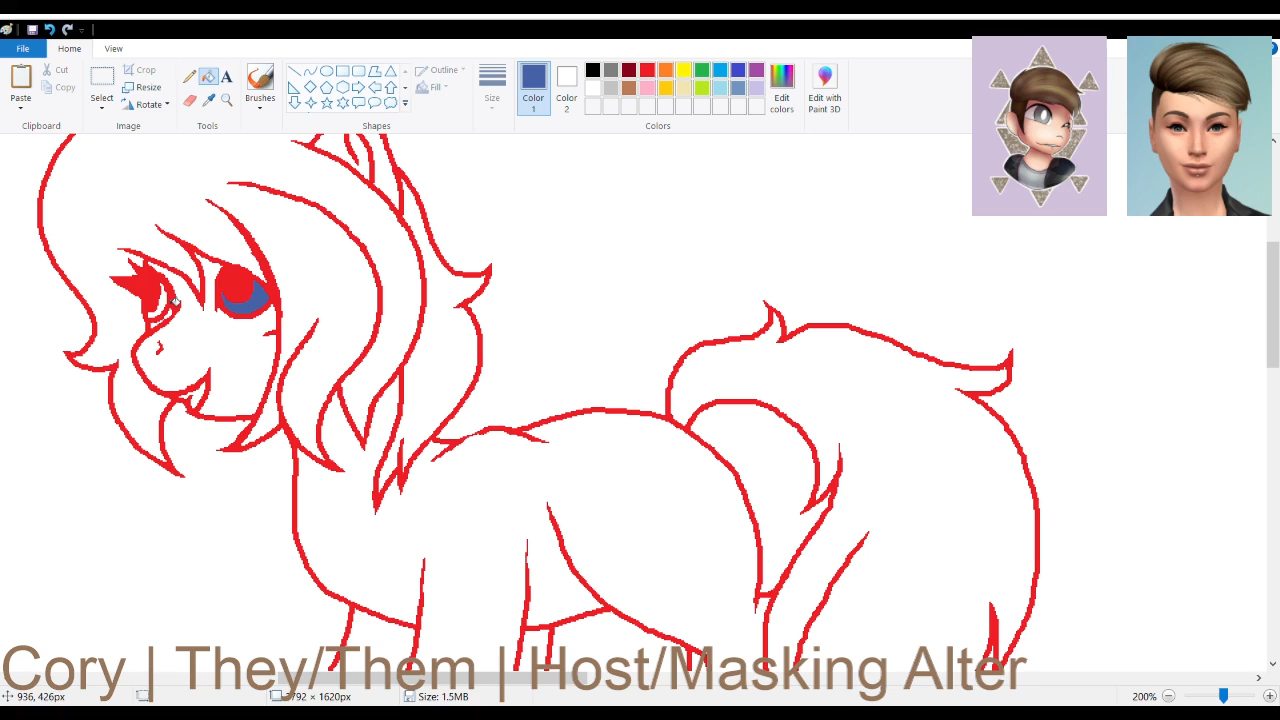 File
Home
View
Cut
Copy
Paste
Clipboard
Crop
Resize
Rotate
Select
Image
A
Tools
Brushes
Outline
Fill
Shapes
Size
Color 1
Color 2
Edit colors
Colors
Edit with Paint 3D
Cory | They/Them | Host/Masking Alter
936, 426px
× 1620px
Size: 1.5MB
200%